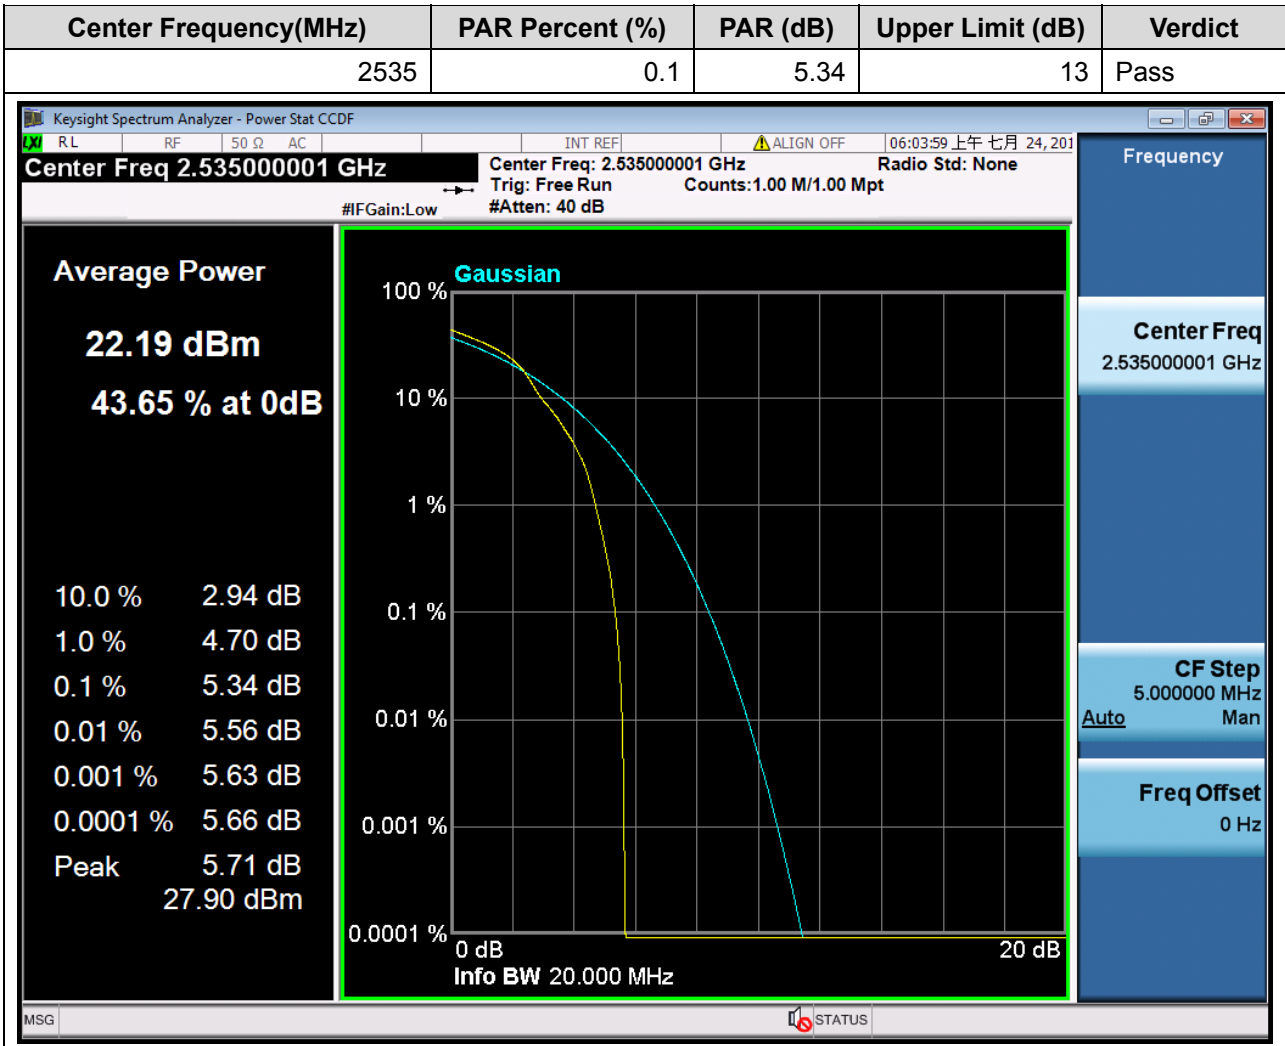 Center Frequency(MHz) PAR Percent (%) PAR (dB) Upper Limit (dB) Verdict
2535 0.1 5.34 13 Pass
Keysight Spectrum Analyzer - Power Stat CCDF
LXI RL RF 50 Ω AC INT REF ALIGN OFF 06:03:59 上午 七月 24, 201
Center Freq 2.535000001 GHz
#IFGain:Low
Center Freq: 2.535000001 GHz Radio Std: None
Trig: Free Run Counts:1.00 M/1.00 Mpt
#Atten: 40 dB
Average Power
22.19 dBm
43.65 % at 0dB
10.0 % 2.94 dB
1.0 % 4.70 dB
0.1 % 5.34 dB
0.01 % 5.56 dB
0.001 % 5.63 dB
0.0001 % 5.66 dB
Peak 5.71 dB
27.90 dBm
Gaussian
100 %
10 %
1 %
0.1 %
0.01 %
0.001 %
0.0001 %
0 dB 20 dB
Info BW 20.000 MHz
Frequency
Center Freq
2.535000001 GHz
CF Step
5.000000 MHz
Auto Man
Freq Offset
0 Hz
MSG STATUS